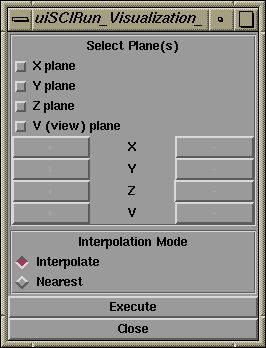 uiSCIRun_Visualization_
Select Plane(s)
X plane
Y plane
Z plane
V (view) plane
+ X -
+ Y -
+ Z -
+ V -
Interpolation Mode
Interpolate
Nearest
Execute
Close